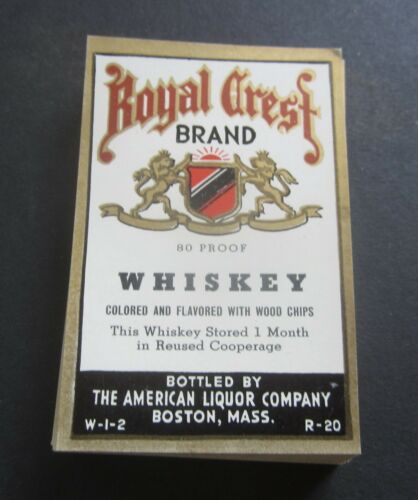 Royal Crest
BRAND
80 PROOF
WHISKEY
COLORED AND FLAVORED WITH WOOD CHIPS
This Whiskey Stored 1 Month
in Reused Cooperage
BOTTLED BY
THE AMERICAN LIQUOR COMPANY
BOSTON, MASS.
W-1-2 R-20